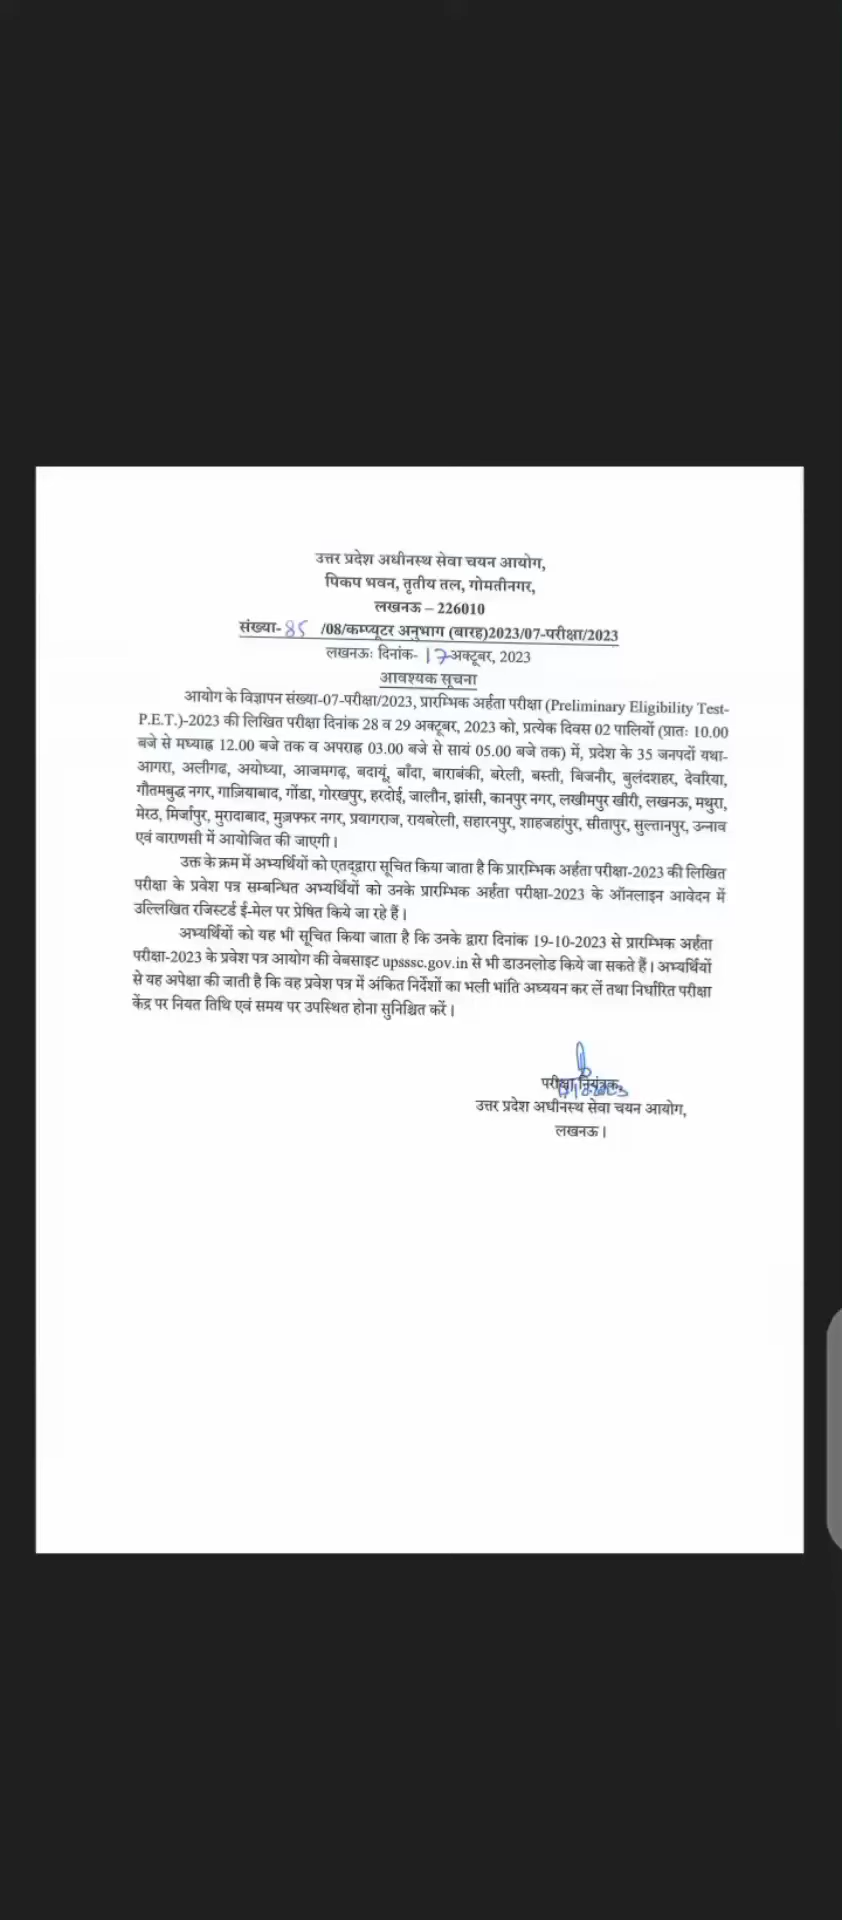 उत्तर प्रदेश अधीनस्थ सेवा चयन आयोग,
पिकप भवन, तृतीय तल, गोमतीनगर,
लखनऊ – 226010
संख्या- 85 /08/कम्प्यूटर अनुभाग (बारह)2023/07-परीक्षा/2023
लखनऊः दिनांक- 17 अक्टूबर, 2023
आवश्यक सूचना
आयोग के विज्ञापन संख्या-07-परीक्षा/2023, प्रारम्भिक अर्हता परीक्षा (Preliminary Eligibility Test-
P.E.T.)-2023 की लिखित परीक्षा दिनांक 28 व 29 अक्टूबर, 2023 को, प्रत्येक दिवस 02 पालियों (प्रातः 10.00
बजे से मध्याह्न 12.00 बजे तक व अपराह्न 03.00 बजे से सायं 05.00 बजे तक) में, प्रदेश के 35 जनपदों यथा-
आगरा, अलीगढ, अयोध्या, आजमगढ़, बदायूं, बाँदा, बाराबंकी, बरेली, बस्ती, बिजनौर, बुलंदशहर, देवरिया,
गौतमबुद्ध नगर, गाज़ियाबाद, गोंडा, गोरखपुर, हरदोई, जालौन, झांसी, कानपुर नगर, लखीमपुर खीरी, लखनऊ, मथुरा,
मेरठ, मिर्जापुर, मुरादाबाद, मुज़फ्फर नगर, प्रयागराज, रायबरेली, सहारनपुर, शाहजहांपुर, सीतापुर, सुल्तानपुर, उन्नाव
एवं वाराणसी में आयोजित की जाएगी।
उक्त के क्रम में अभ्यर्थियों को एतद्द्वारा सूचित किया जाता है कि प्रारम्भिक अर्हता परीक्षा-2023 की लिखित
परीक्षा के प्रवेश पत्र सम्बन्धित अभ्यर्थियों को उनके प्रारम्भिक अर्हता परीक्षा-2023 के ऑनलाइन आवेदन में
उल्लिखित रजिस्टर्ड ई-मेल पर प्रेषित किये जा रहे हैं।
अभ्यर्थियों को यह भी सूचित किया जाता है कि उनके द्वारा दिनांक 19-10-2023 से प्रारम्भिक अर्हता
परीक्षा-2023 के प्रवेश पत्र आयोग की वेबसाइट upsssc.gov.in से भी डाउनलोड किये जा सकते हैं। अभ्यर्थियों
से यह अपेक्षा की जाती है कि वह प्रवेश पत्र में अंकित निर्देशों का भली भांति अध्ययन कर लें तथा निर्धारित परीक्षा
केंद्र पर नियत तिथि एवं समय पर उपस्थित होना सुनिश्चित करें।
परीक्षा नियंत्रक,
उत्तर प्रदेश अधीनस्थ सेवा चयन आयोग,
लखनऊ।